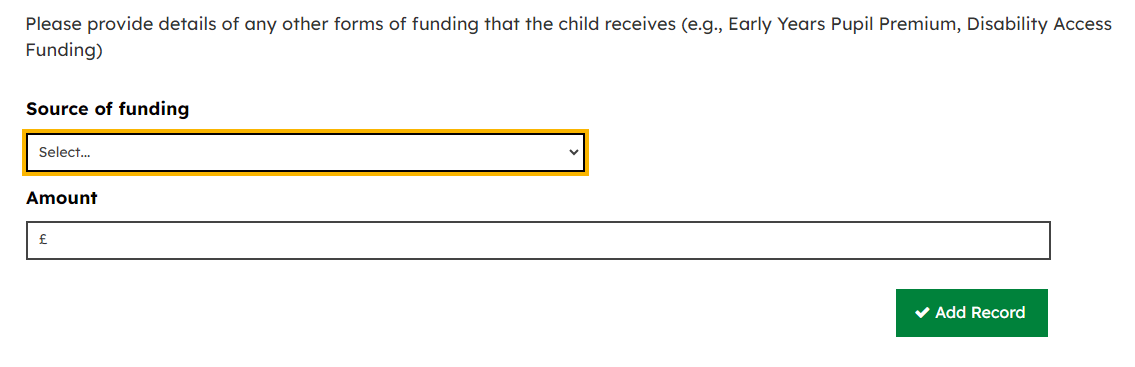 Please provide details of any other forms of funding that the child receives (e.g., Early Years Pupil Premium, Disability Access
Funding)
Source of funding
Select...
Amount
£
Add Record